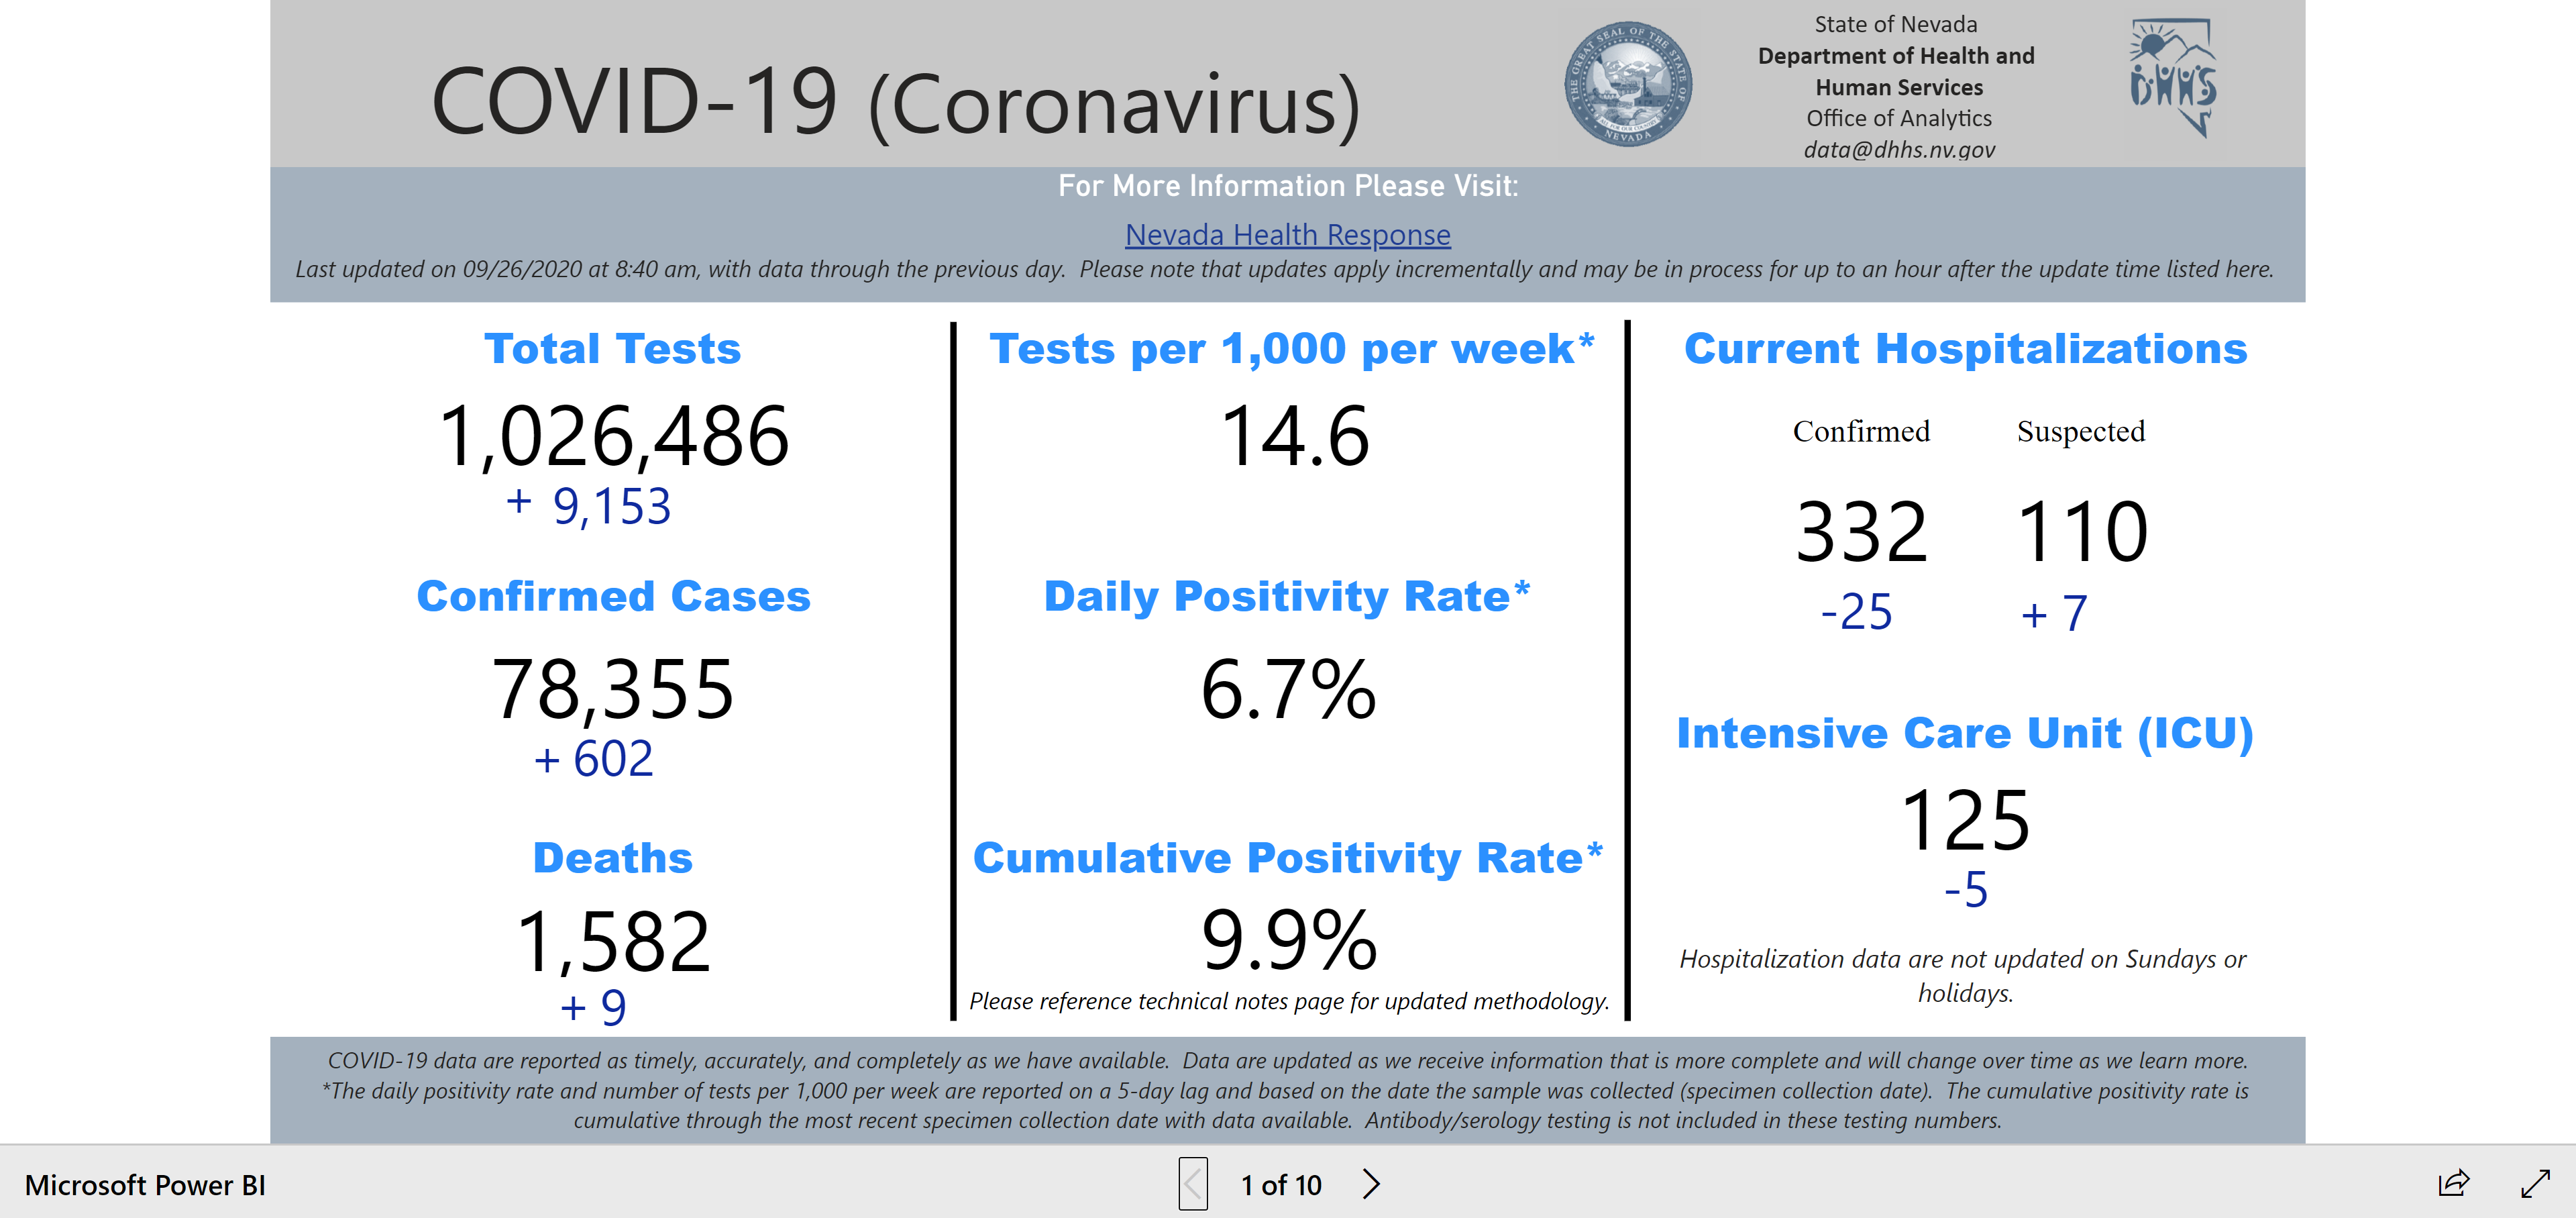 COVID-19 (Coronavirus)
THE GREAT SEAL OF THE STATE OF NEVADA
ALL FOR OUR COUNTRY
State of Nevada
Department of Health and
Human Services
Office of Analytics
data@dhhs.nv.gov
DHHS
For More Information Please Visit:
Nevada Health Response
Last updated on 09/26/2020 at 8:40 am, with data through the previous day.  Please note that updates apply incrementally and may be in process for up to an hour after the update time listed here.
Total Tests
1,026,486
+ 9,153
Confirmed Cases
78,355
+ 602
Deaths
1,582
+ 9
Tests per 1,000 per week*
14.6
Daily Positivity Rate*
6.7%
Cumulative Positivity Rate*
9.9%
Please reference technical notes page for updated methodology.
Current Hospitalizations
Confirmed Suspected
332 110
-25 + 7
Intensive Care Unit (ICU)
125
-5
Hospitalization data are not updated on Sundays or
holidays.
COVID-19 data are reported as timely, accurately, and completely as we have available.  Data are updated as we receive information that is more complete and will change over time as we learn more.
*The daily positivity rate and number of tests per 1,000 per week are reported on a 5-day lag and based on the date the sample was collected (specimen collection date).  The cumulative positivity rate is
cumulative through the most recent specimen collection date with data available.  Antibody/serology testing is not included in these testing numbers.
Microsoft Power BI
1 of 10